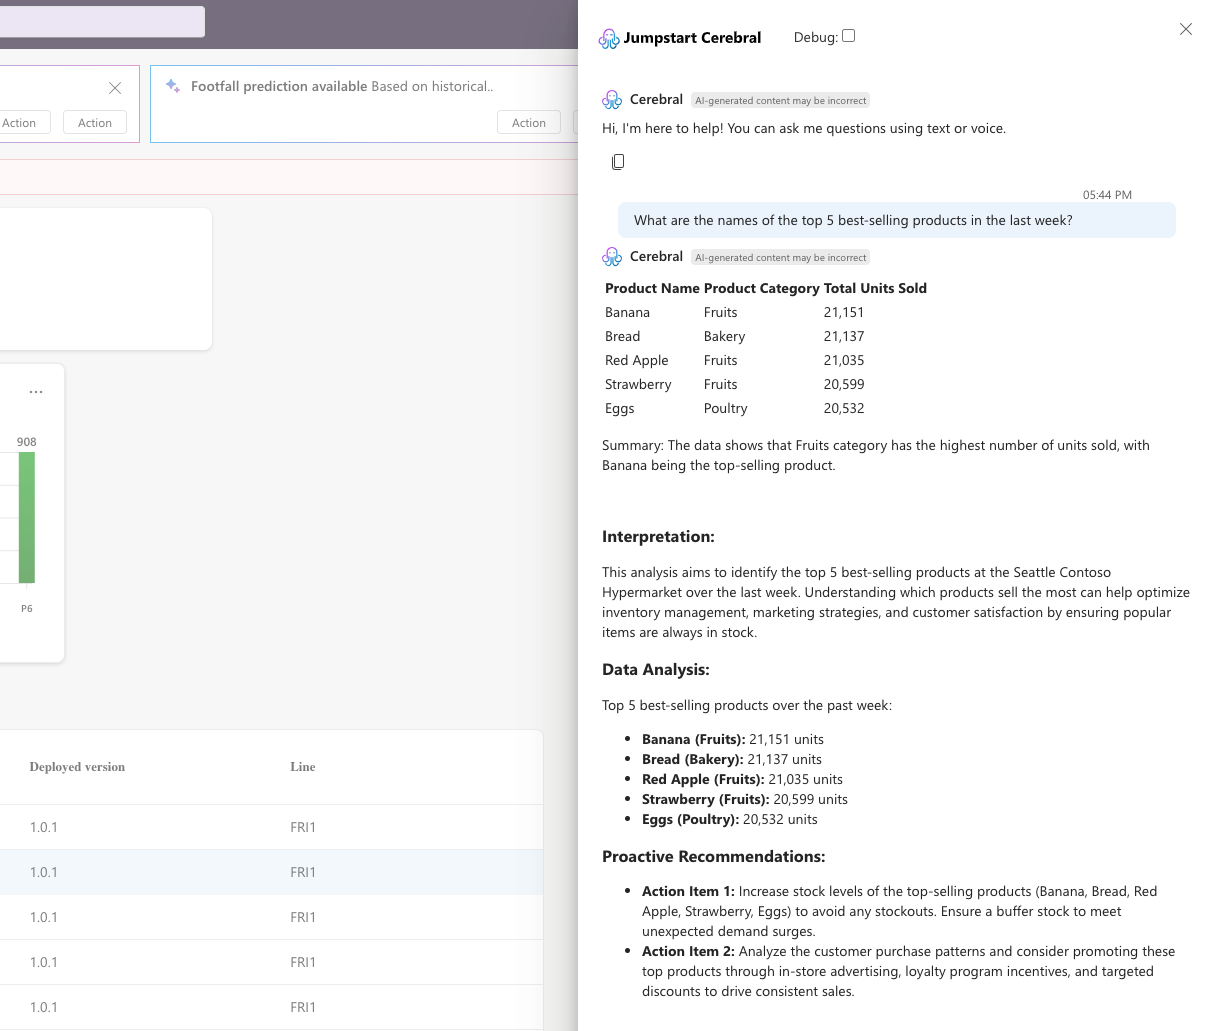 Action
Action
Footfall prediction available Based on historical..
Action
...
908
P6
Deployed version
Line
1.0.1
FRI1
1.0.1
FRI1
1.0.1
FRI1
1.0.1
FRI1
1.0.1
FRI1
Jumpstart Cerebral
Debug:
Cerebral
AI-generated content may be incorrect
Hi, I'm here to help! You can ask me questions using text or voice.
05:44 PM
What are the names of the top 5 best-selling products in the last week?
Cerebral
AI-generated content may be incorrect
Product Name Product Category Total Units Sold
Banana Fruits 21,151
Bread Bakery 21,137
Red Apple Fruits 21,035
Strawberry Fruits 20,599
Eggs Poultry 20,532
Summary: The data shows that Fruits category has the highest number of units sold, with
Banana being the top-selling product.
Interpretation:
This analysis aims to identify the top 5 best-selling products at the Seattle Contoso
Hypermarket over the last week. Understanding which products sell the most can help optimize
inventory management, marketing strategies, and customer satisfaction by ensuring popular
items are always in stock.
Data Analysis:
Top 5 best-selling products over the past week:
• Banana (Fruits): 21,151 units
• Bread (Bakery): 21,137 units
• Red Apple (Fruits): 21,035 units
• Strawberry (Fruits): 20,599 units
• Eggs (Poultry): 20,532 units
Proactive Recommendations:
• Action Item 1: Increase stock levels of the top-selling products (Banana, Bread, Red
Apple, Strawberry, Eggs) to avoid any stockouts. Ensure a buffer stock to meet
unexpected demand surges.
• Action Item 2: Analyze the customer purchase patterns and consider promoting these
top products through in-store advertising, loyalty program incentives, and targeted
discounts to drive consistent sales.